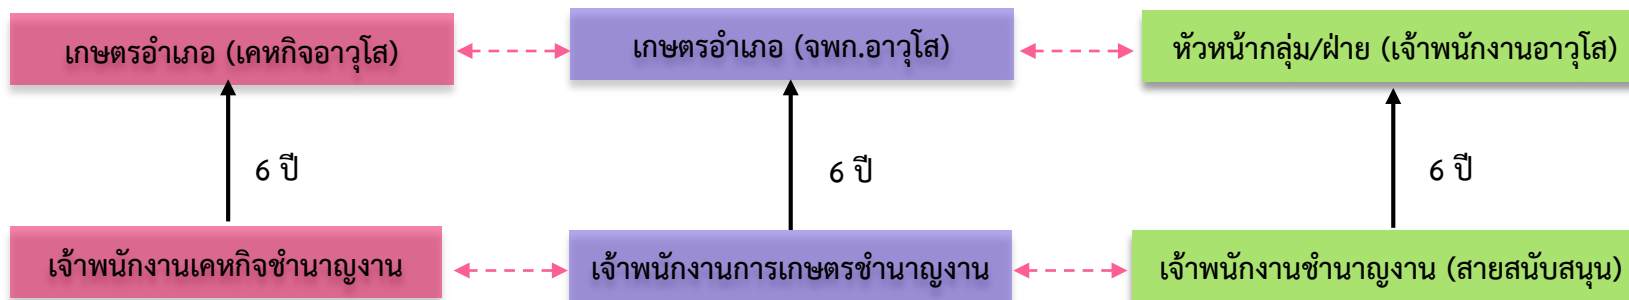 เกษตรอำเภอ (เคหกิจอาวุโส)
เกษตรอำเภอ (จพก.อาวุโส)
หัวหน้ากลุ่ม/ฝ่าย (เจ้าพนักงานอาวุโส)
6 ปี
6 ปี
6 ปี
เจ้าพนักงานเคหกิจชำนาญงาน
เจ้าพนักงานการเกษตรชำนาญงาน
เจ้าพนักงานชำนาญงาน (สายสนับสนุน)